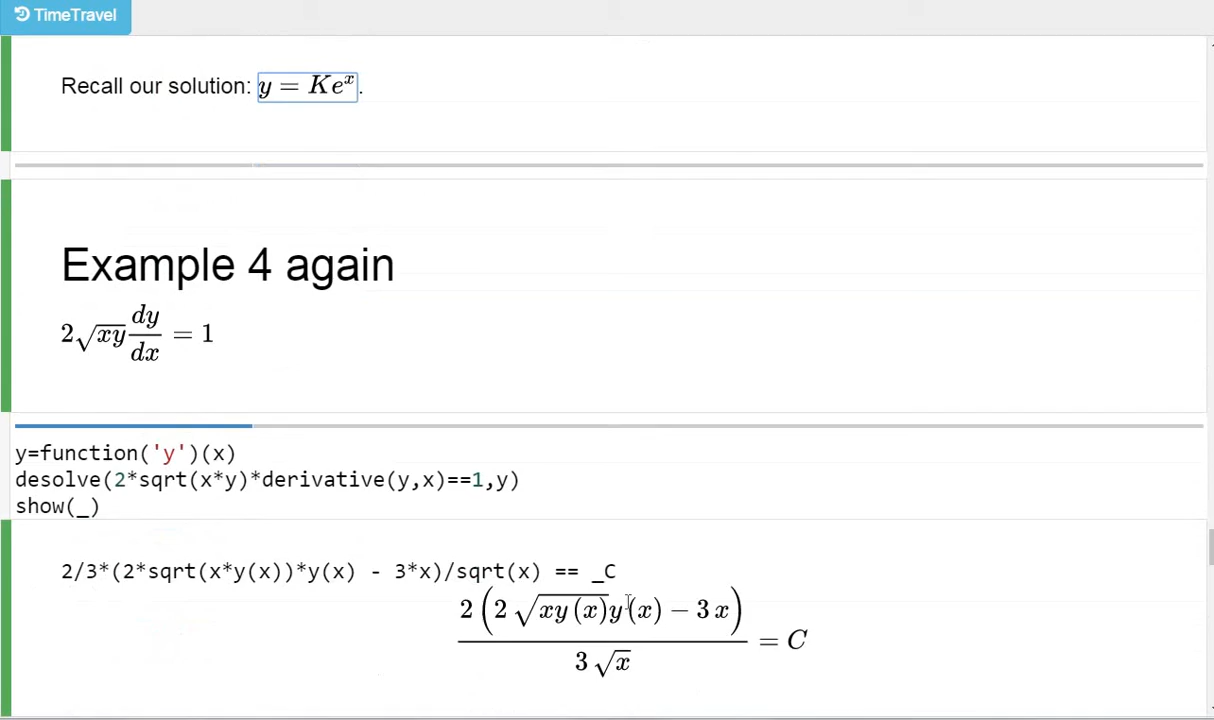 TimeTravel
Recall our solution: y = Ke^x.
Example 4 again
2√xy dy/dx = 1
y=function('y')(x)
desolve(2*sqrt(x*y)*derivative(y,x)==1,y)
show(_)
2/3*(2*sqrt(x*y(x))*y(x) - 3*x)/sqrt(x) == _C
2(2√xy(x)y(x) − 3x)
3√x
= C